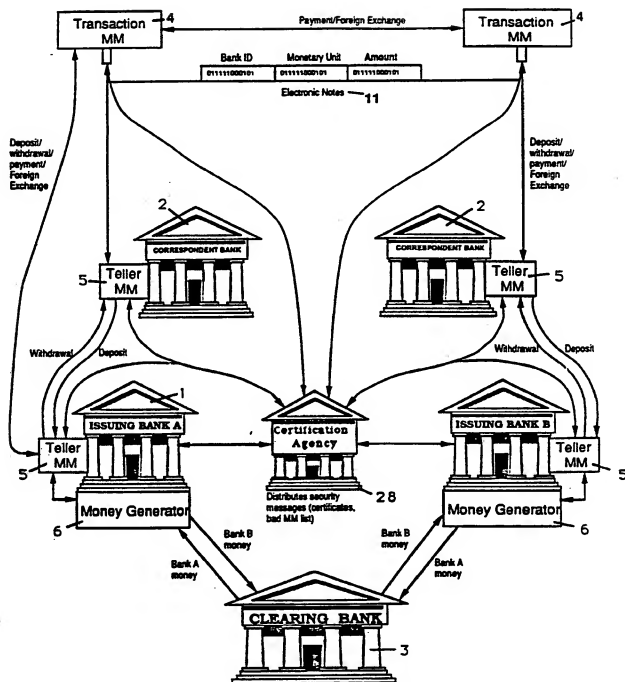 Transaction
MM
4
Payment/Foreign Exchange
Transaction
MM
4
Bank ID
Monetary Unit
Amount
011111000101
011111000101
011111000101
Electronic Notes
11
Deposit/
withdrawal/
payment/
Foreign
Exchange
Deposit/
withdrawal/
payment/
Foreign
Exchange
2
2
CORRESPONDENT BANK
CORRESPONDENT BANK
5
Teller
MM
Teller
MM
5
Withdrawal
Deposit
Withdrawal
Deposit
1
ISSUING BANK A
Certification
Agency
ISSUING BANK B
Teller
MM
5
Teller
MM
5
28
Distributes security
messages (certificates,
bad MM list)
Money Generator
6
Money Generator
6
Bank B
money
Bank A
money
Bank B
money
Bank A
money
CLEARING BANK
3